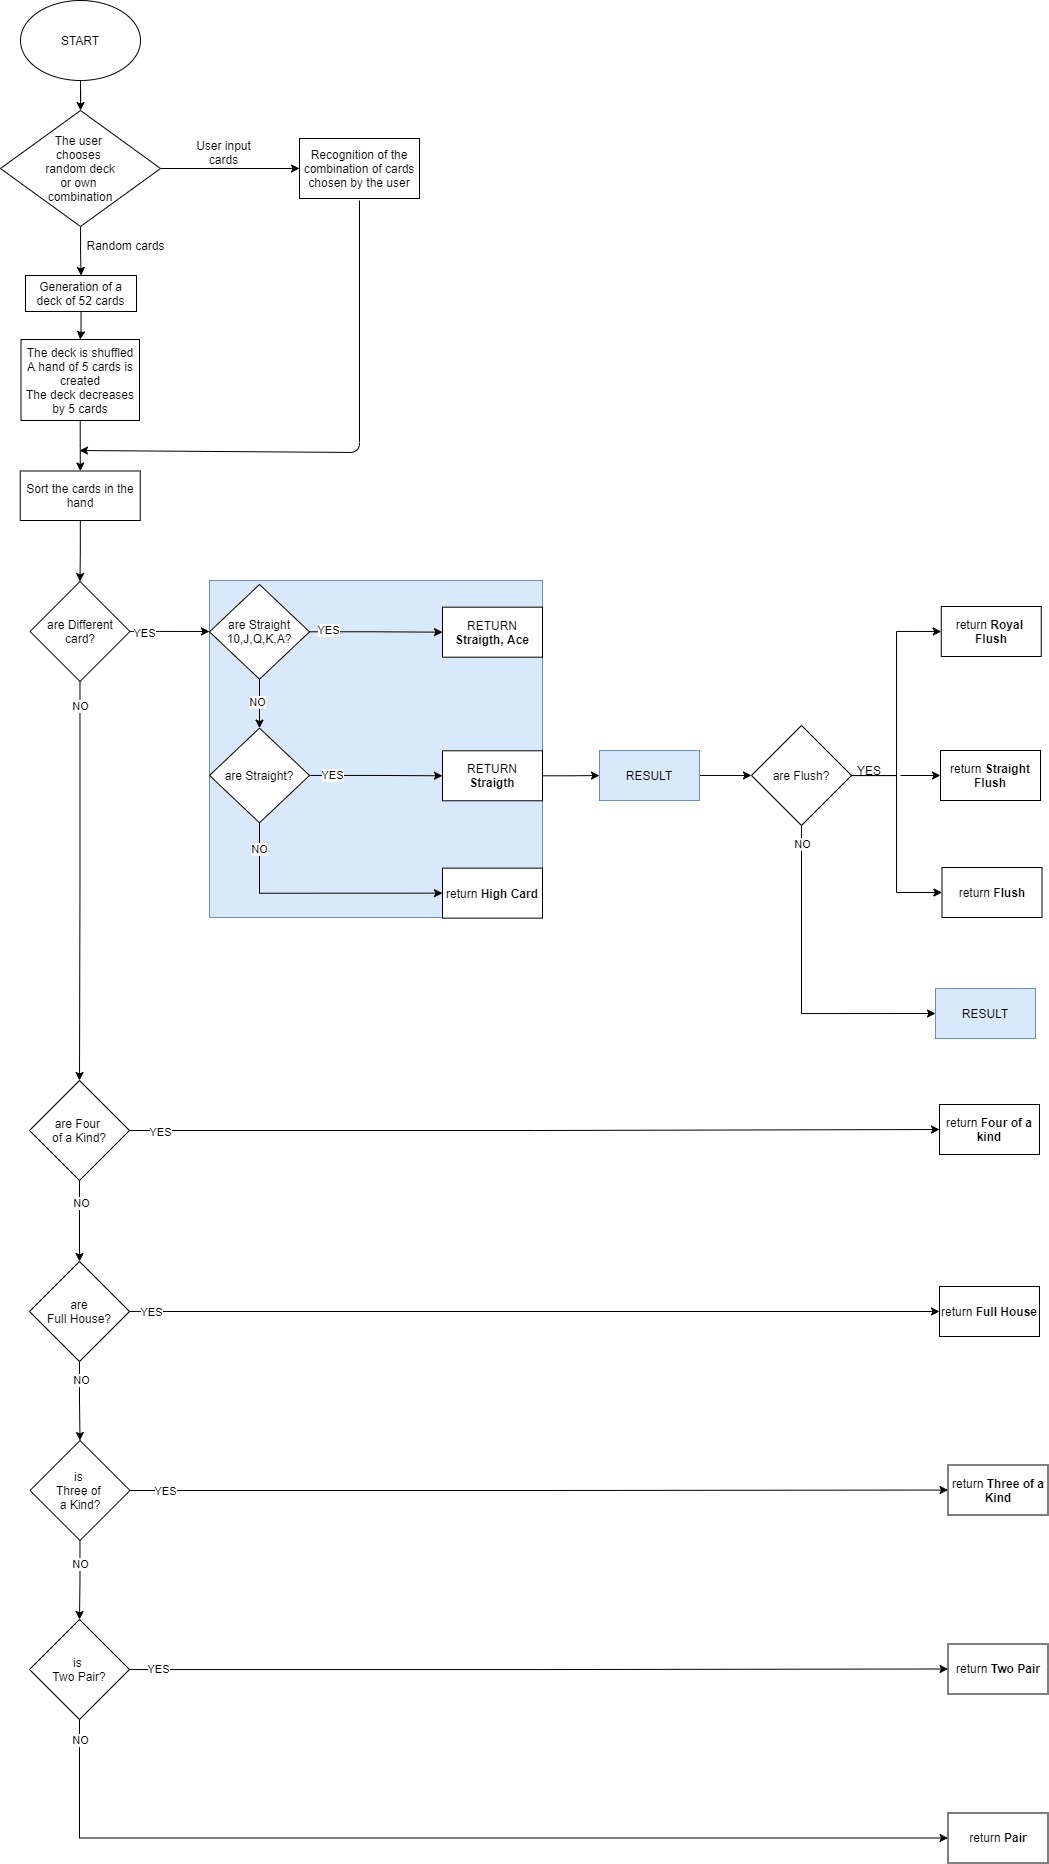 START
The user
chooses
random deck
or own
combination
User input
cards
Recognition of the
combination of cards
chosen by the user
Random cards
Generation of a
deck of 52 cards
The deck is shuffled
A hand of 5 cards is
created
The deck decreases
by 5 cards
Sort the cards in the
hand
are Different
card?
YES
are Straight
10,J,Q,K,A?
YES
RETURN
Straigth, Ace
return Royal
Flush
NO
NO
are Straight?
YES
RETURN
Straigth
RESULT
are Flush?
YES
return Straight
Flush
NO
NO
return High Card
return Flush
RESULT
are Four
of a Kind?
YES
return Four of a
kind
NO
are
Full House?
YES
return Full House
NO
is
Three of
a Kind?
YES
return Three of a
Kind
NO
is
Two Pair?
YES
return Two Pair
NO
return Pair